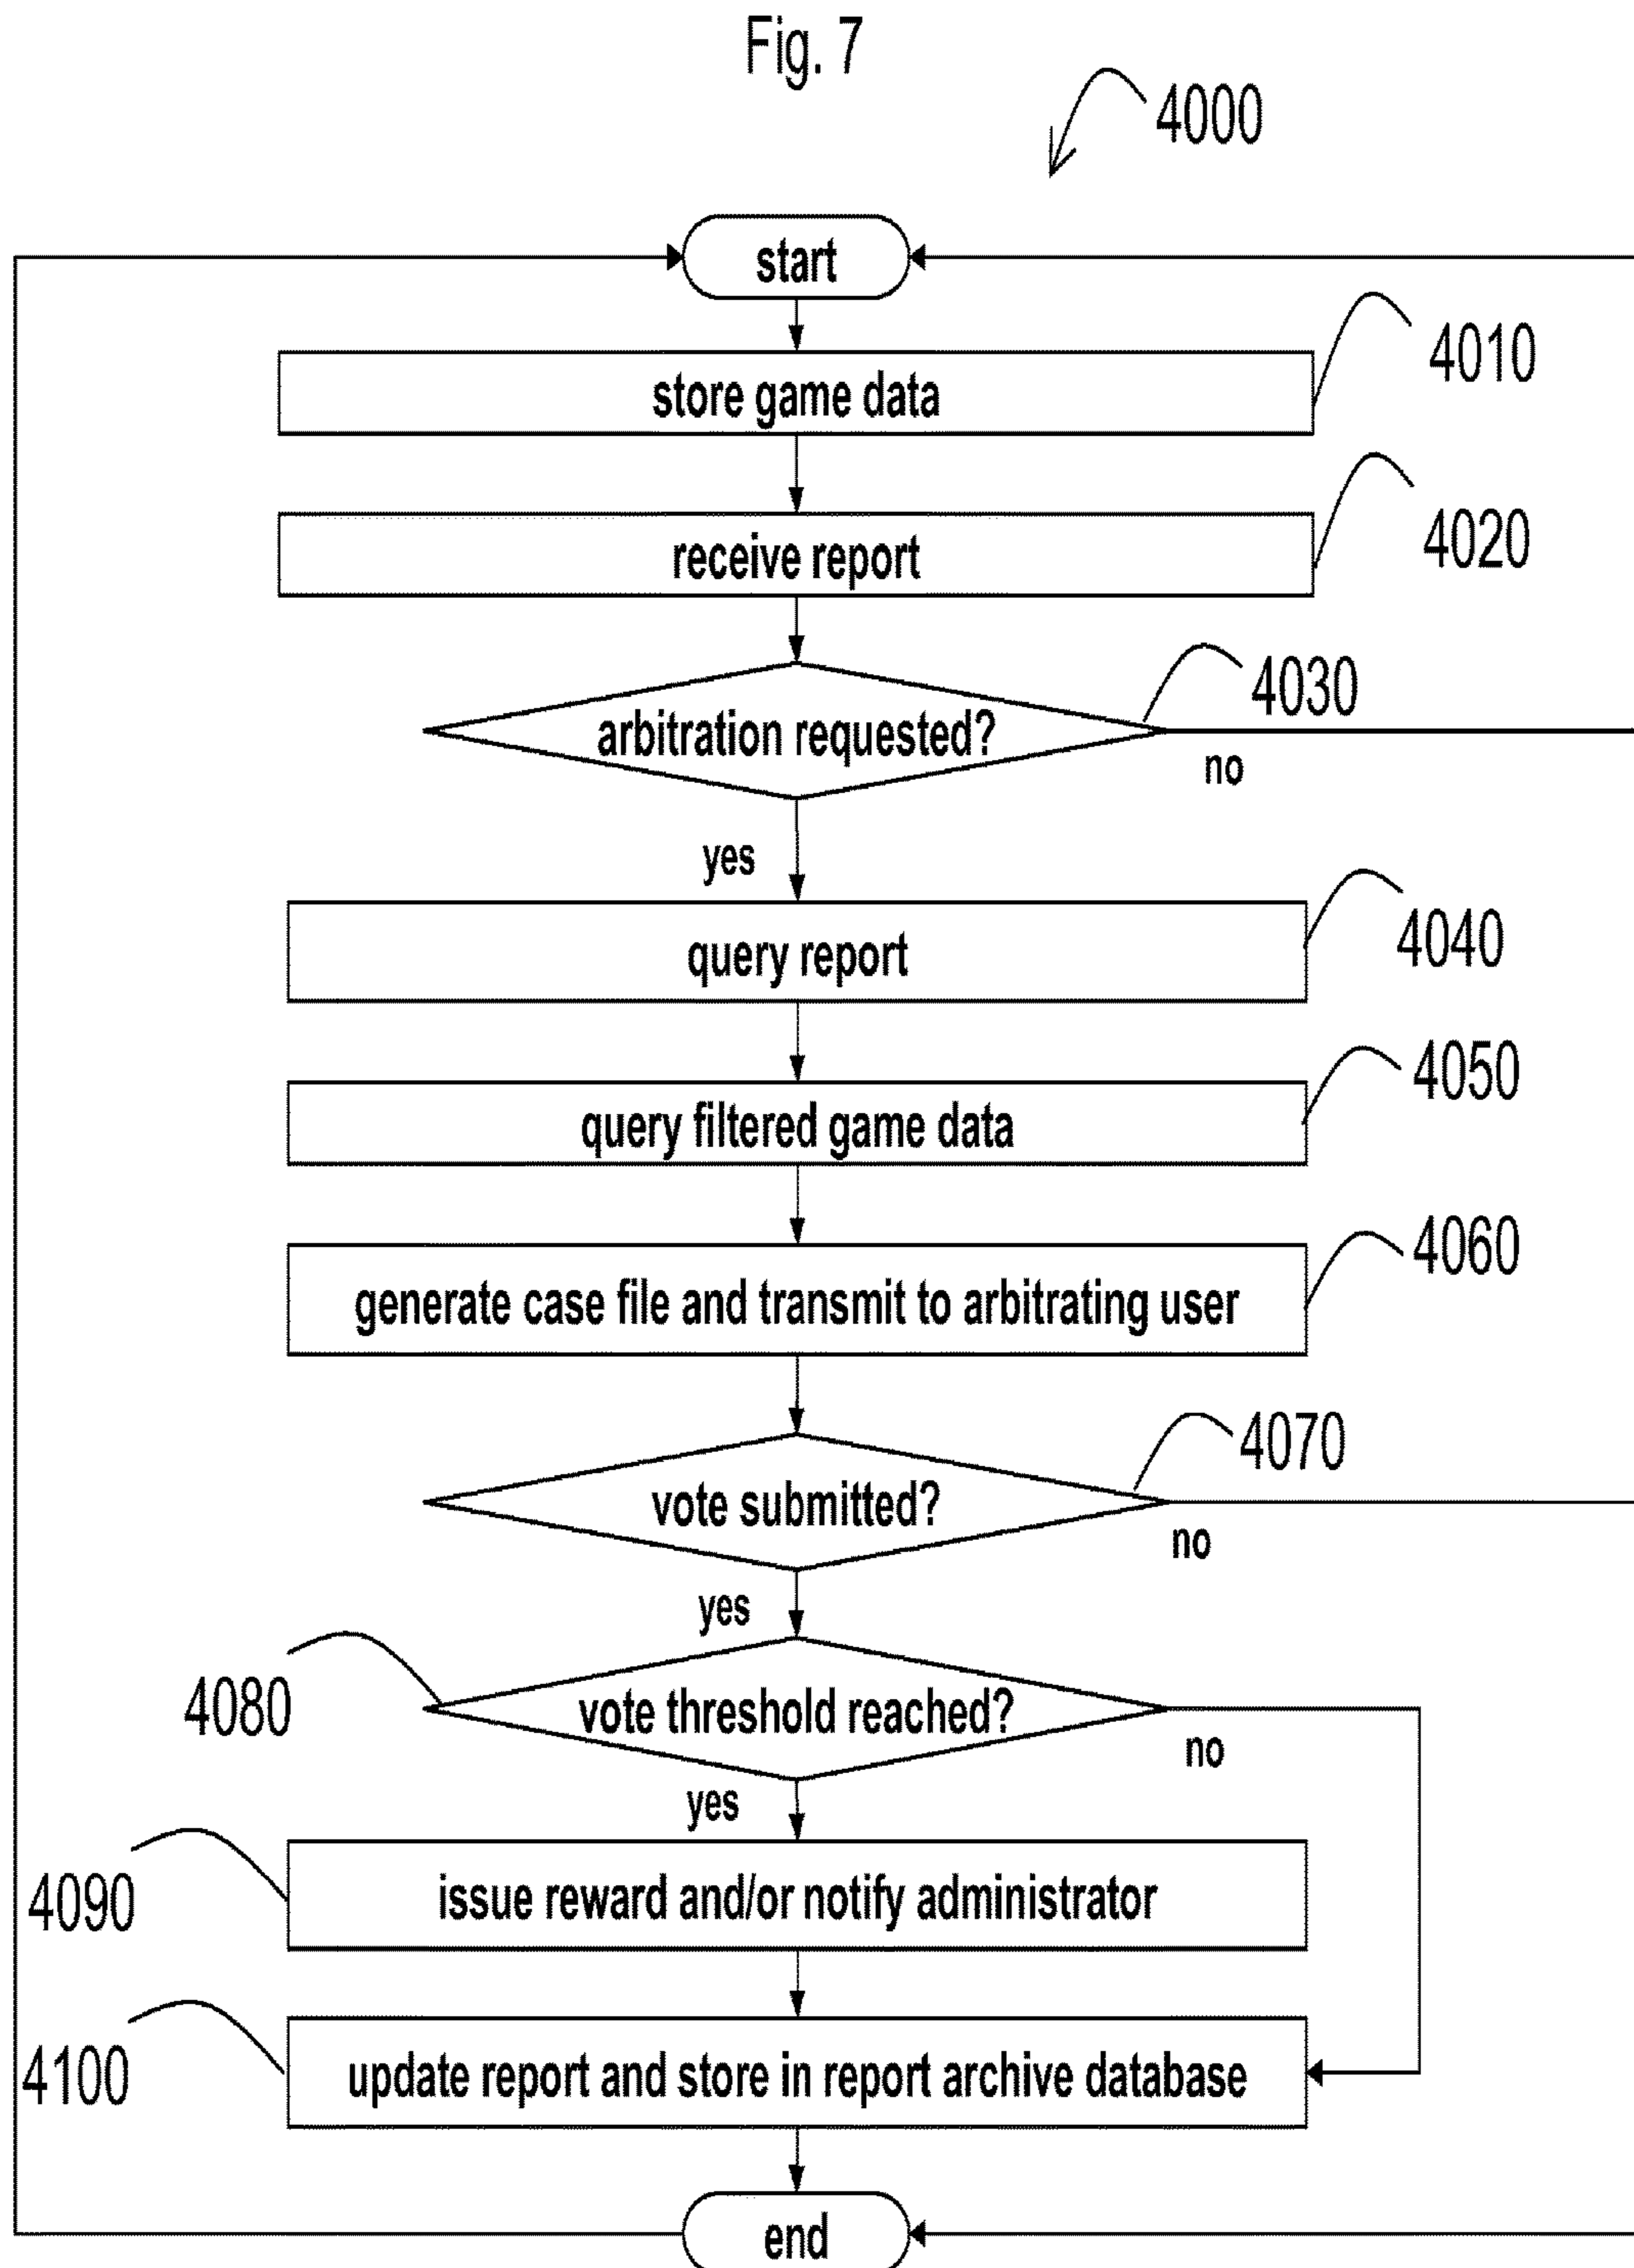 Fig. 7
4000
start
4010
store game data
4020
receive report
4030
arbitration requested?
no
yes
4040
query report
4050
query filtered game data
4060
generate case file and transmit to arbitrating user
4070
vote submitted?
no
yes
4080
vote threshold reached?
no
yes
4090
issue reward and/or notify administrator
4100
update report and store in report archive database
end